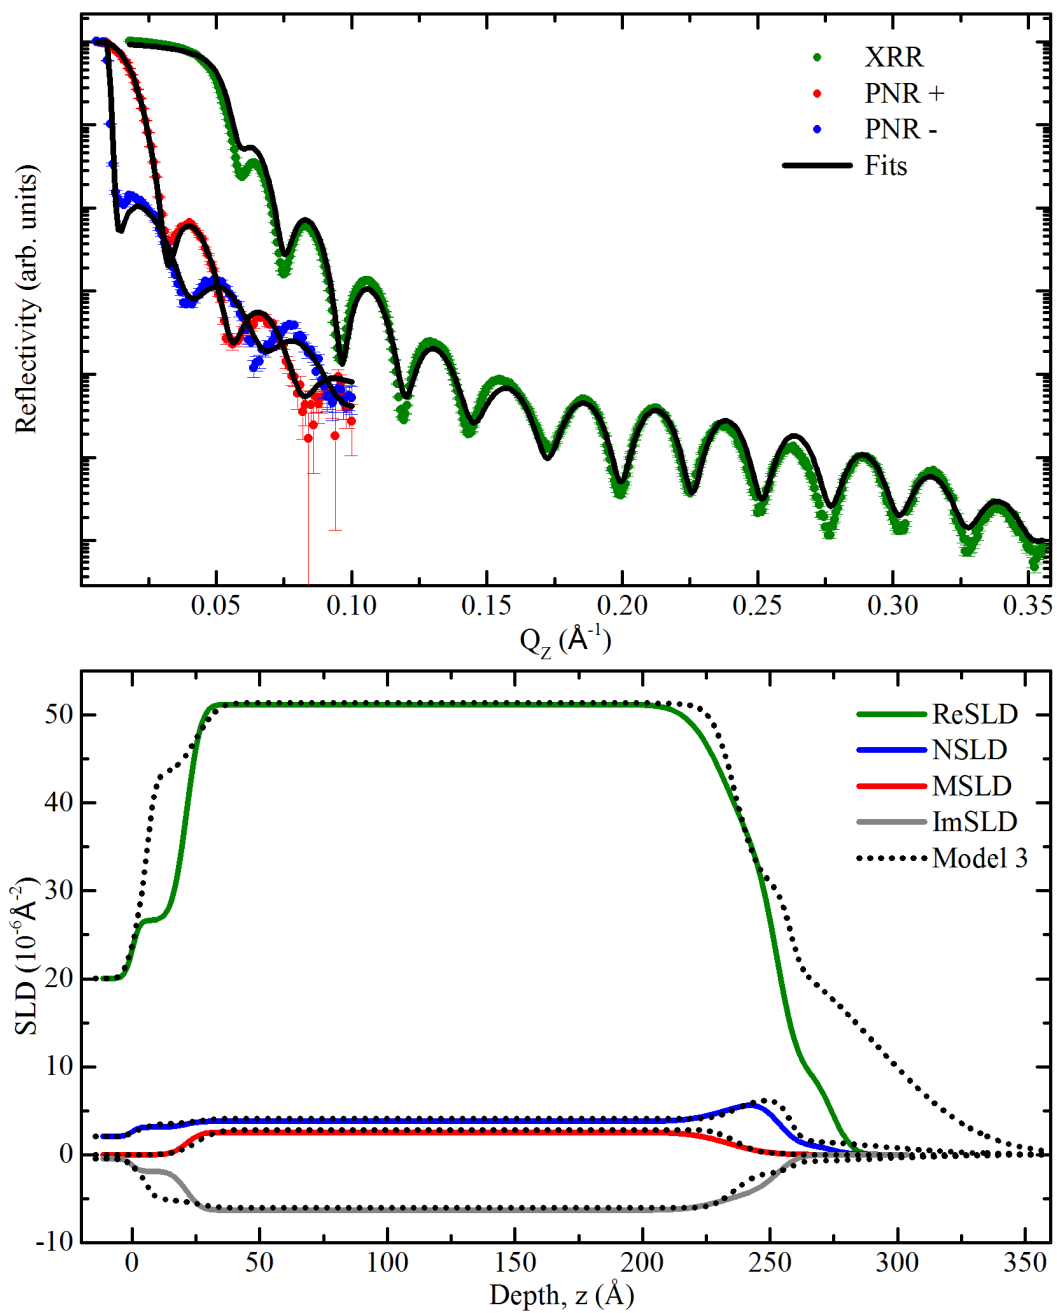 Reflectivity (arb. units)
XRR
PNR +
PNR -
Fits
0.05 0.10 0.15 0.20 0.25 0.30 0.35
Q_Z (Å⁻¹)
SLD (10⁻⁶Å⁻²)
50
40
30
20
10
0
-10
ReSLD
NSLD
MSLD
ImSLD
Model 3
0 50 100 150 200 250 300 350
Depth, z (Å)